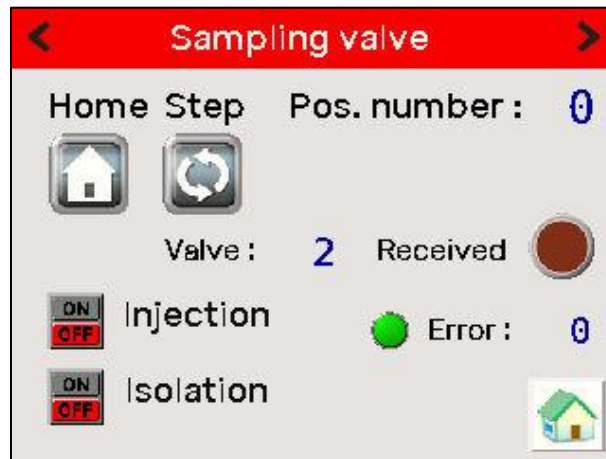 < Sampling valve >
Home Step Pos. number : 0
Valve : 2 Received
ON
OFF Injection
Error : 0
ON
OFF Isolation